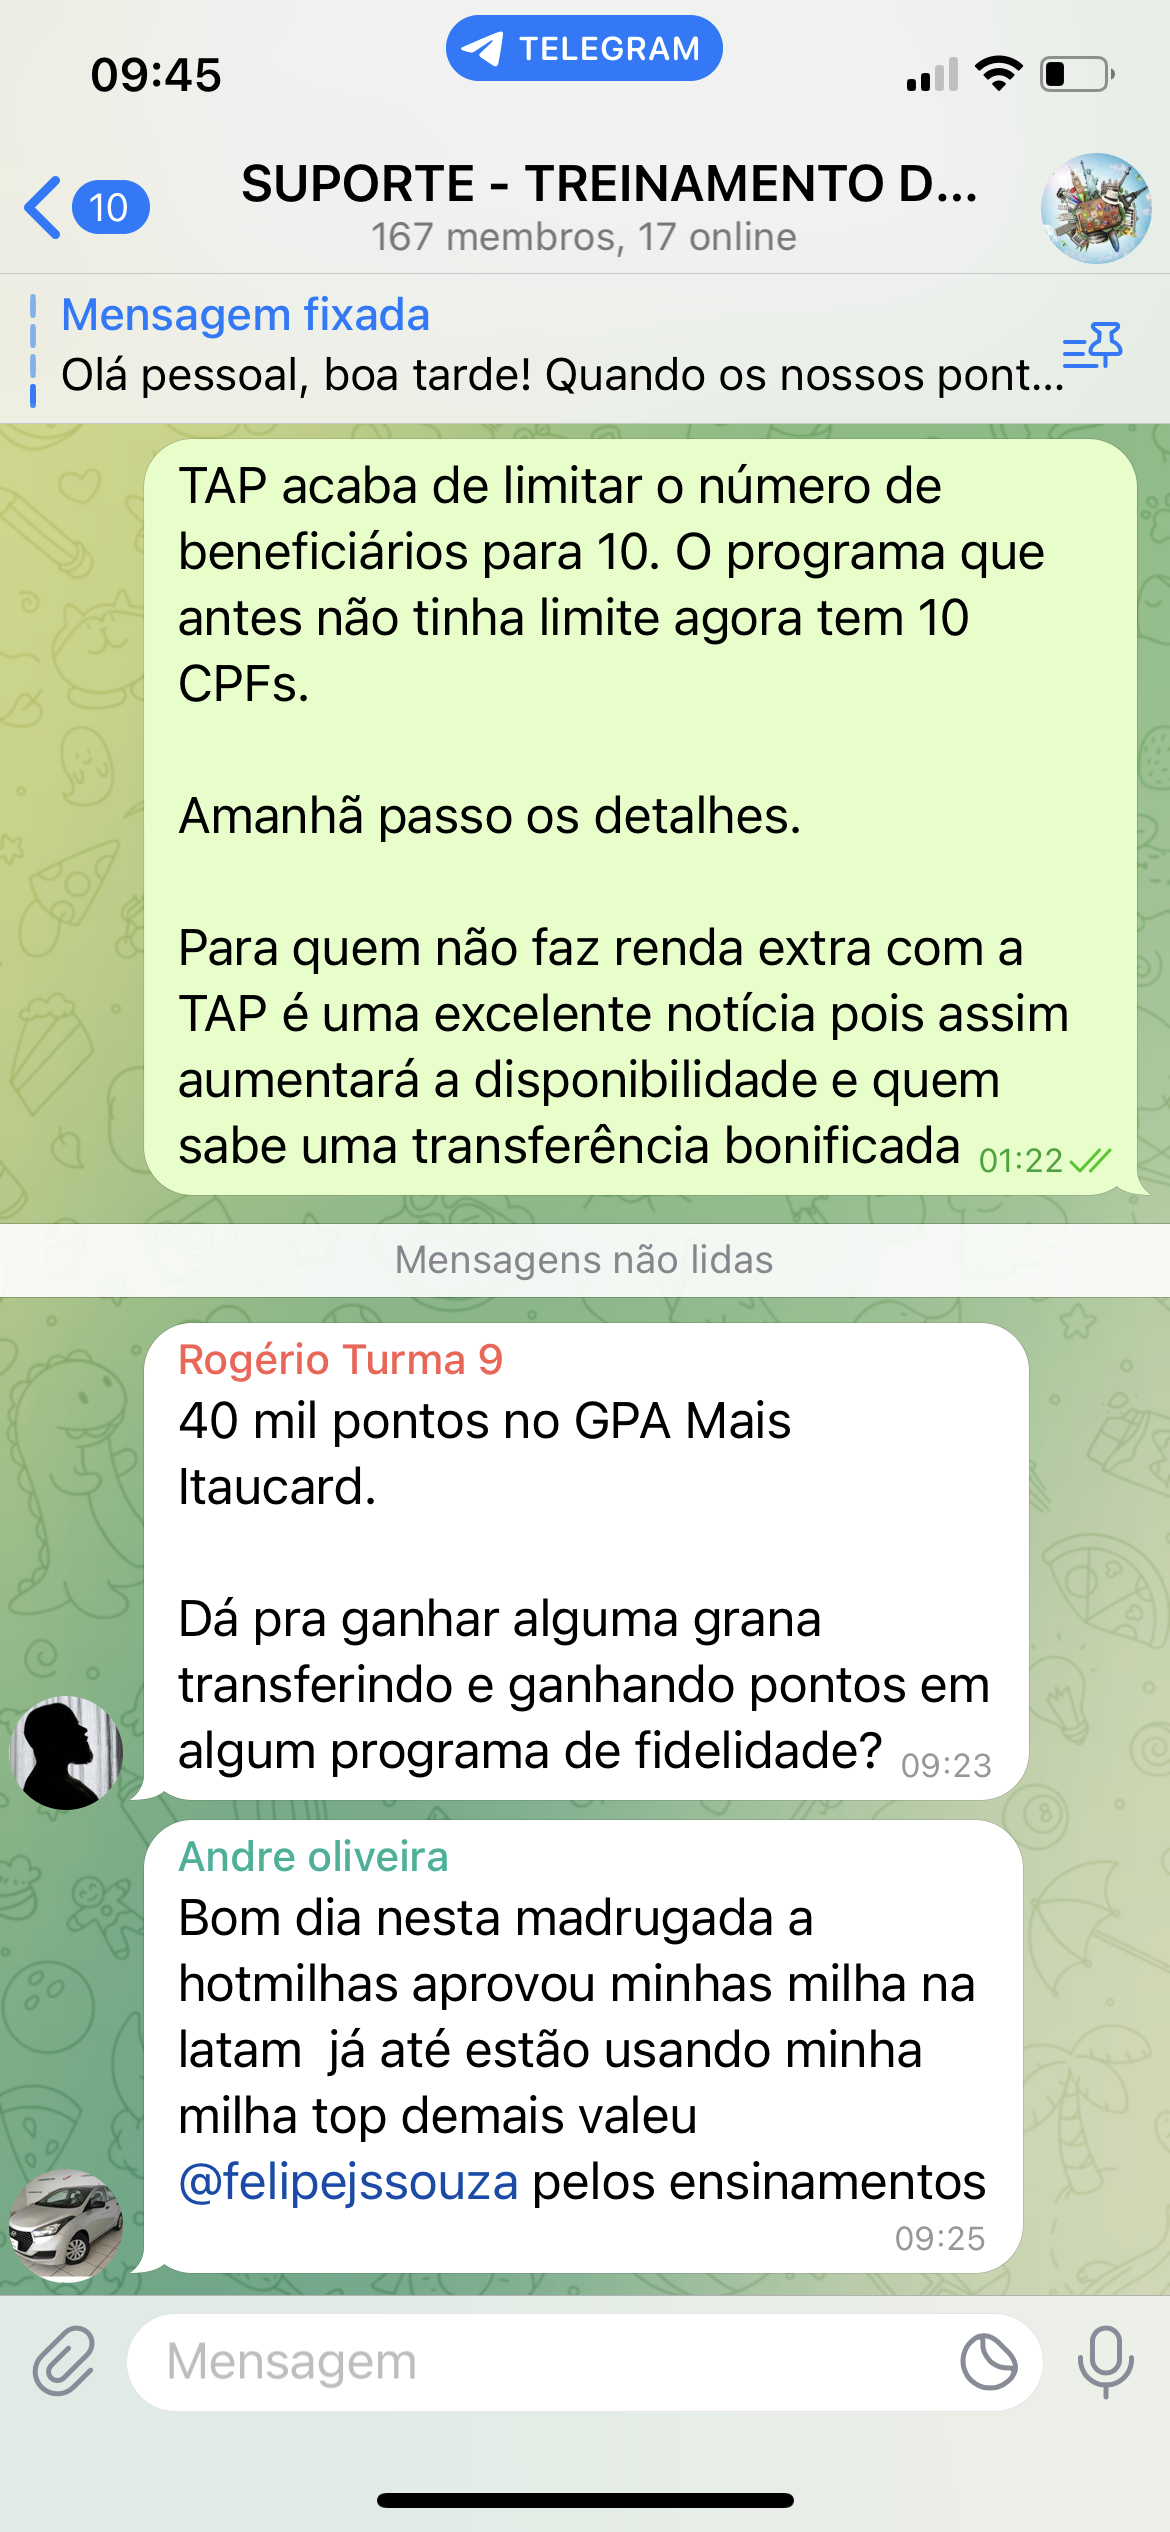 09:45
TELEGRAM
10
SUPORTE - TREINAMENTO D...
167 membros, 17 online
Mensagem fixada
Olá pessoal, boa tarde! Quando os nossos pont...
TAP acaba de limitar o número de
beneficiários para 10. O programa que
antes não tinha limite agora tem 10
CPFs.
Amanhã passo os detalhes.
Para quem não faz renda extra com a
TAP é uma excelente notícia pois assim
aumentará a disponibilidade e quem
sabe uma transferência bonificada 01:22
Mensagens não lidas
Rogério Turma 9
40 mil pontos no GPA Mais
Itaucard.
Dá pra ganhar alguma grana
transferindo e ganhando pontos em
algum programa de fidelidade? 09:23
Andre oliveira
Bom dia nesta madrugada a
hotmilhas aprovou minhas milha na
latam  já até estão usando minha
milha top demais valeu
@felipejssouza pelos ensinamentos
09:25
Mensagem